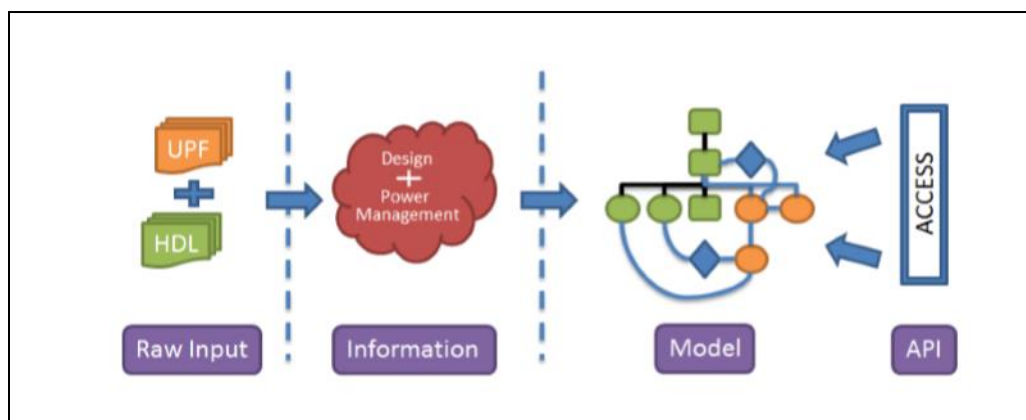 UPF
HDL
Design
+
Power
Management
ACCESS
Raw Input
Information
Model
API